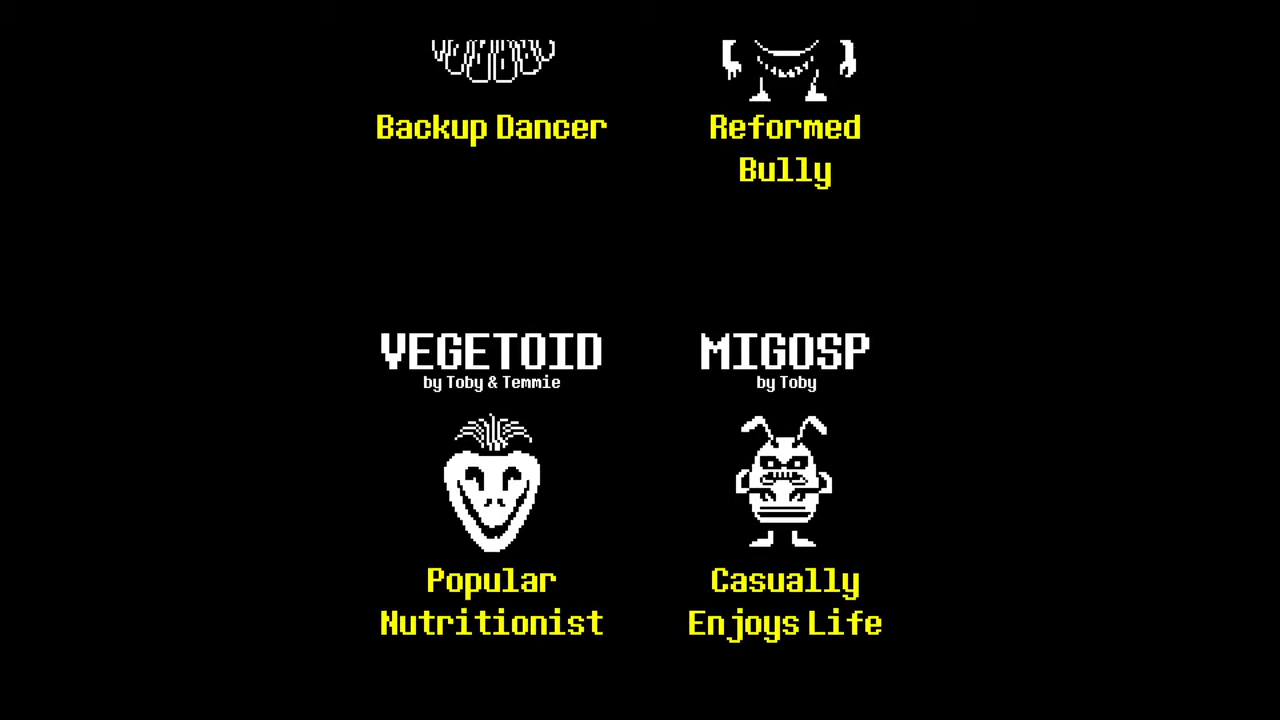 Backup Dancer
Reformed
Bully
VEGETOID
by Toby & Temmie
MIGOSP
by Toby
Popular
Nutritionist
Casually
Enjoys Life